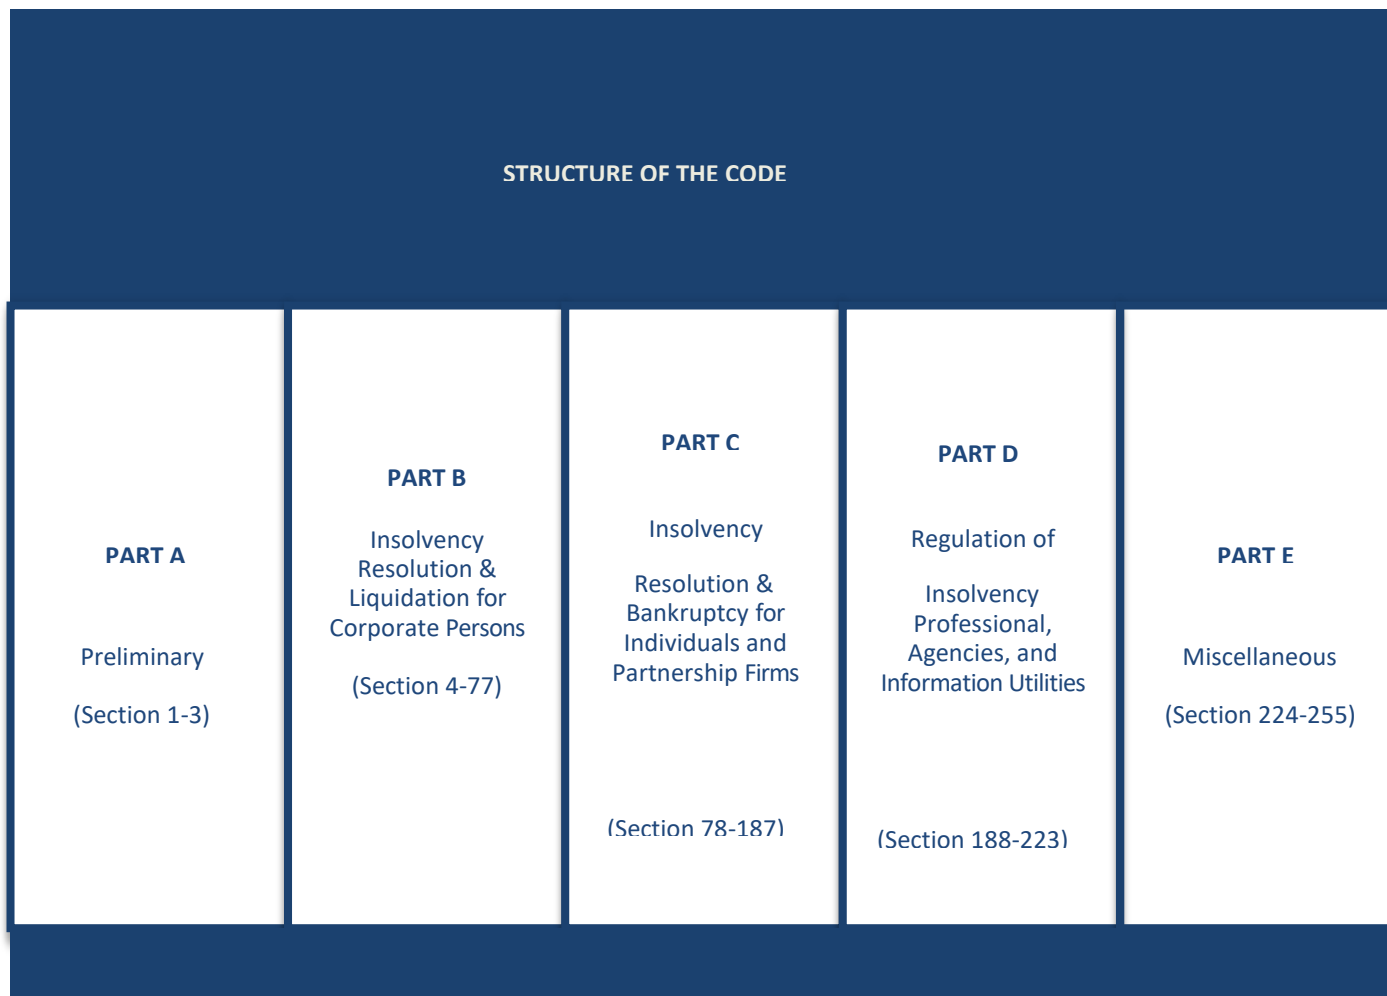 STRUCTURE OF THE CODE
PART A
Preliminary
(Section 1-3)
PART B
Insolvency
Resolution &
Liquidation for
Corporate Persons
(Section 4-77)
PART C
Insolvency
Resolution &
Bankruptcy for
Individuals and
Partnership Firms
(Section 78-187)
PART D
Regulation of
Insolvency
Professional,
Agencies, and
Information Utilities
(Section 188-223)
PART E
Miscellaneous
(Section 224-255)